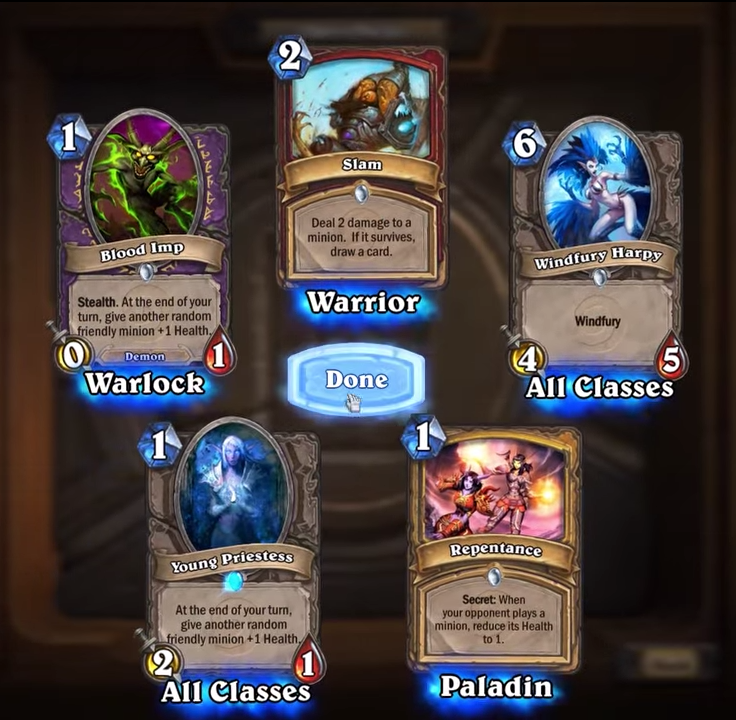 2
Slam
Deal 2 damage to a
minion. If it survives,
draw a card.
Warrior
1
Blood Imp
Stealth. At the end of your
turn, give another random
friendly minion +1 Health.
0
Demon
1
Warlock
6
Windfury Harpy
Windfury
4
5
All Classes
Done
1
Young Priestess
At the end of your turn,
give another random
friendly minion +1 Health.
2
1
All Classes
1
Repentance
Secret: When
your opponent plays a
minion, reduce its Health
to 1.
Paladin